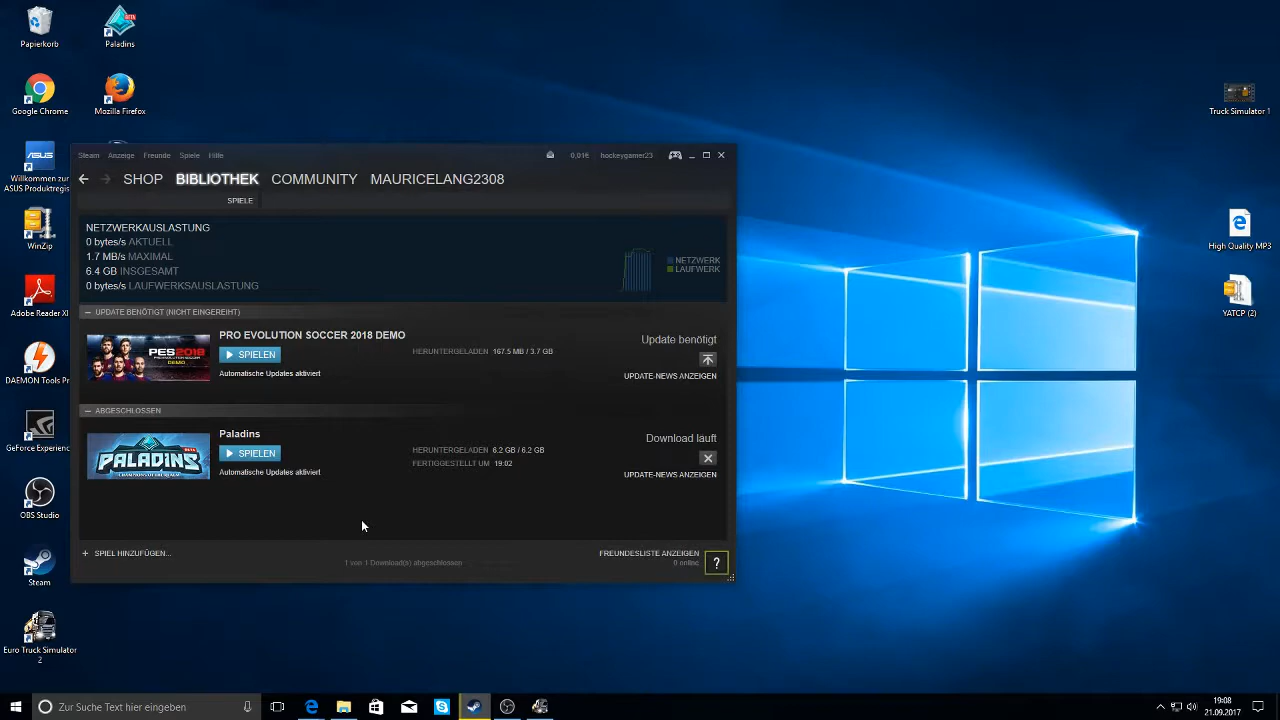 Papierkorb
Paladins
Google Chrome
Mozilla Firefox
Willkommen zur
ASUS Produktregis
WinZip
Adobe Reader XI
DAEMON Tools Pr
GeForce Experienc
OBS Studio
Steam
Euro Truck Simulator
2
Truck Simulator 1
High Quality MP3
YATCP (2)
Steam Anzeige Freunde Spiele Hilfe
0,91€ hockeygamer23
SHOP BIBLIOTHEK COMMUNITY MAURICELANG2308
SPIELE
NETZWERKAUSLASTUNG
0 bytes/s AKTUELL
1.7 MB/s MAXIMAL
6.4 GB INSGESAMT
0 bytes/s LAUFWERKSAUSLASTUNG
NETZWERK
LAUFWERK
UPDATE BENÖTIGT (NICHT EINGEREIHT)
PES2018
DEMO
PRO EVOLUTION SOCCER 2018 DEMO
SPIELEN
Automatische Updates aktiviert
HERUNTERGELADEN 167.5 MB / 3.7 GB
Update benötigt
UPDATE-NEWS ANZEIGEN
ABGESCHLOSSEN
PALADINS
Paladins
SPIELEN
Automatische Updates aktiviert
HERUNTERGELADEN 6.2 GB / 6.2 GB
FERTIGGESTELLT UM 19:02
Download läuft
UPDATE-NEWS ANZEIGEN
+ SPIEL HINZUFÜGEN...
1 von 1 Download(s) abgeschlossen
FREUNDESLISTE ANZEIGEN
0 online
?
Zur Suche Text hier eingeben
19:08
21.09.2017